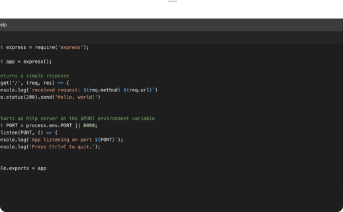 elp
t express = require('express');
t app = express();
eturns a simple response
get('/', (req, res) => {
nsole.log(`received request: ${req.method} ${req.url}`)
s.status(200).send('Hello, world!')
tarts an http server on the $PORT environment variable
t PORT = process.env.PORT || 8080;
listen(PORT, () => {
nsole.log(`App listening on port ${PORT}`);
nsole.log('Press Ctrl+C to quit.');
le.exports = app